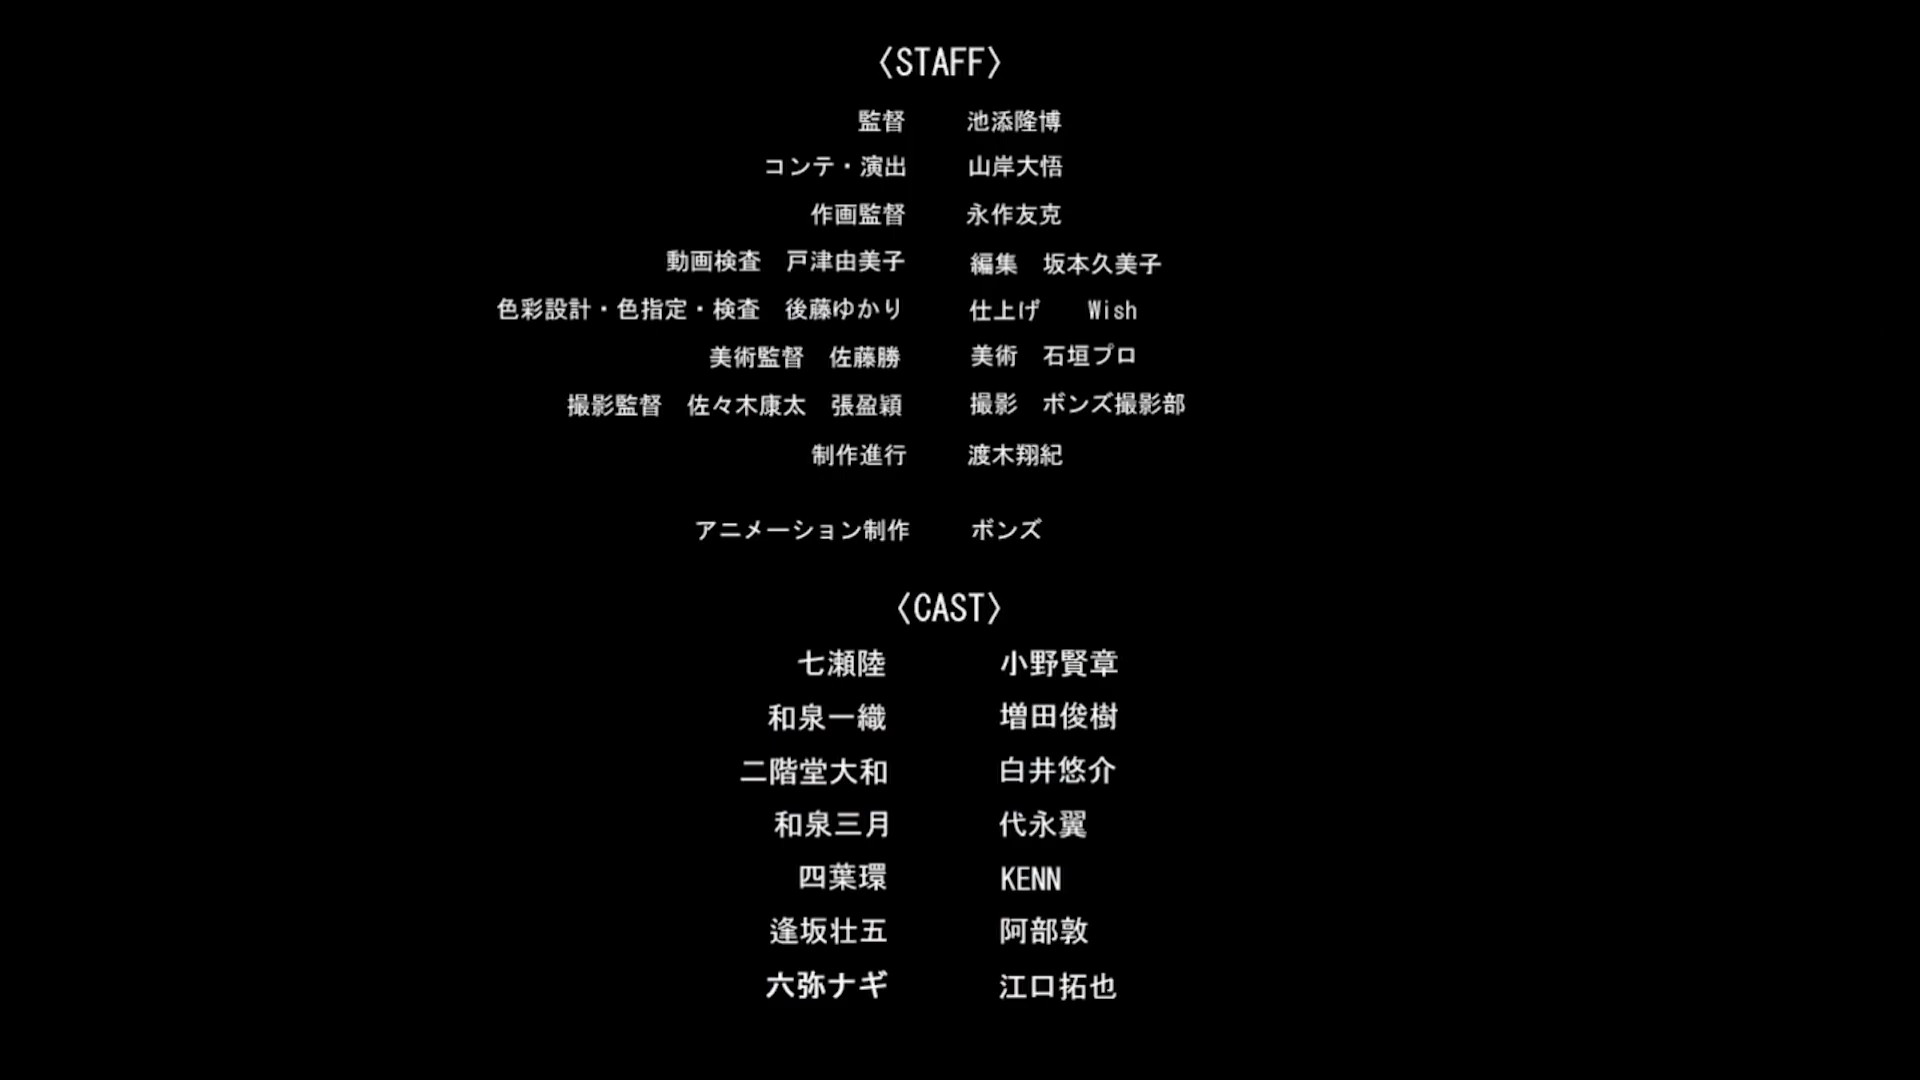 〈STAFF〉
監督　池添隆博
コンテ・演出　山岸大悟
作画監督　永作友克
動画検査　戸津由美子　編集　坂本久美子
色彩設計・色指定・検査　後藤ゆかり　仕上げ　Wish
美術監督　佐藤勝　美術　石垣プロ
撮影監督　佐々木康太　張盈穎　撮影　ボンズ撮影部
制作進行　渡木翔紀
アニメーション制作　ボンズ
〈CAST〉
七瀬陸　小野賢章
和泉一織　増田俊樹
二階堂大和　白井悠介
和泉三月　代永翼
四葉環　KENN
逢坂壮五　阿部敦
六弥ナギ　江口拓也